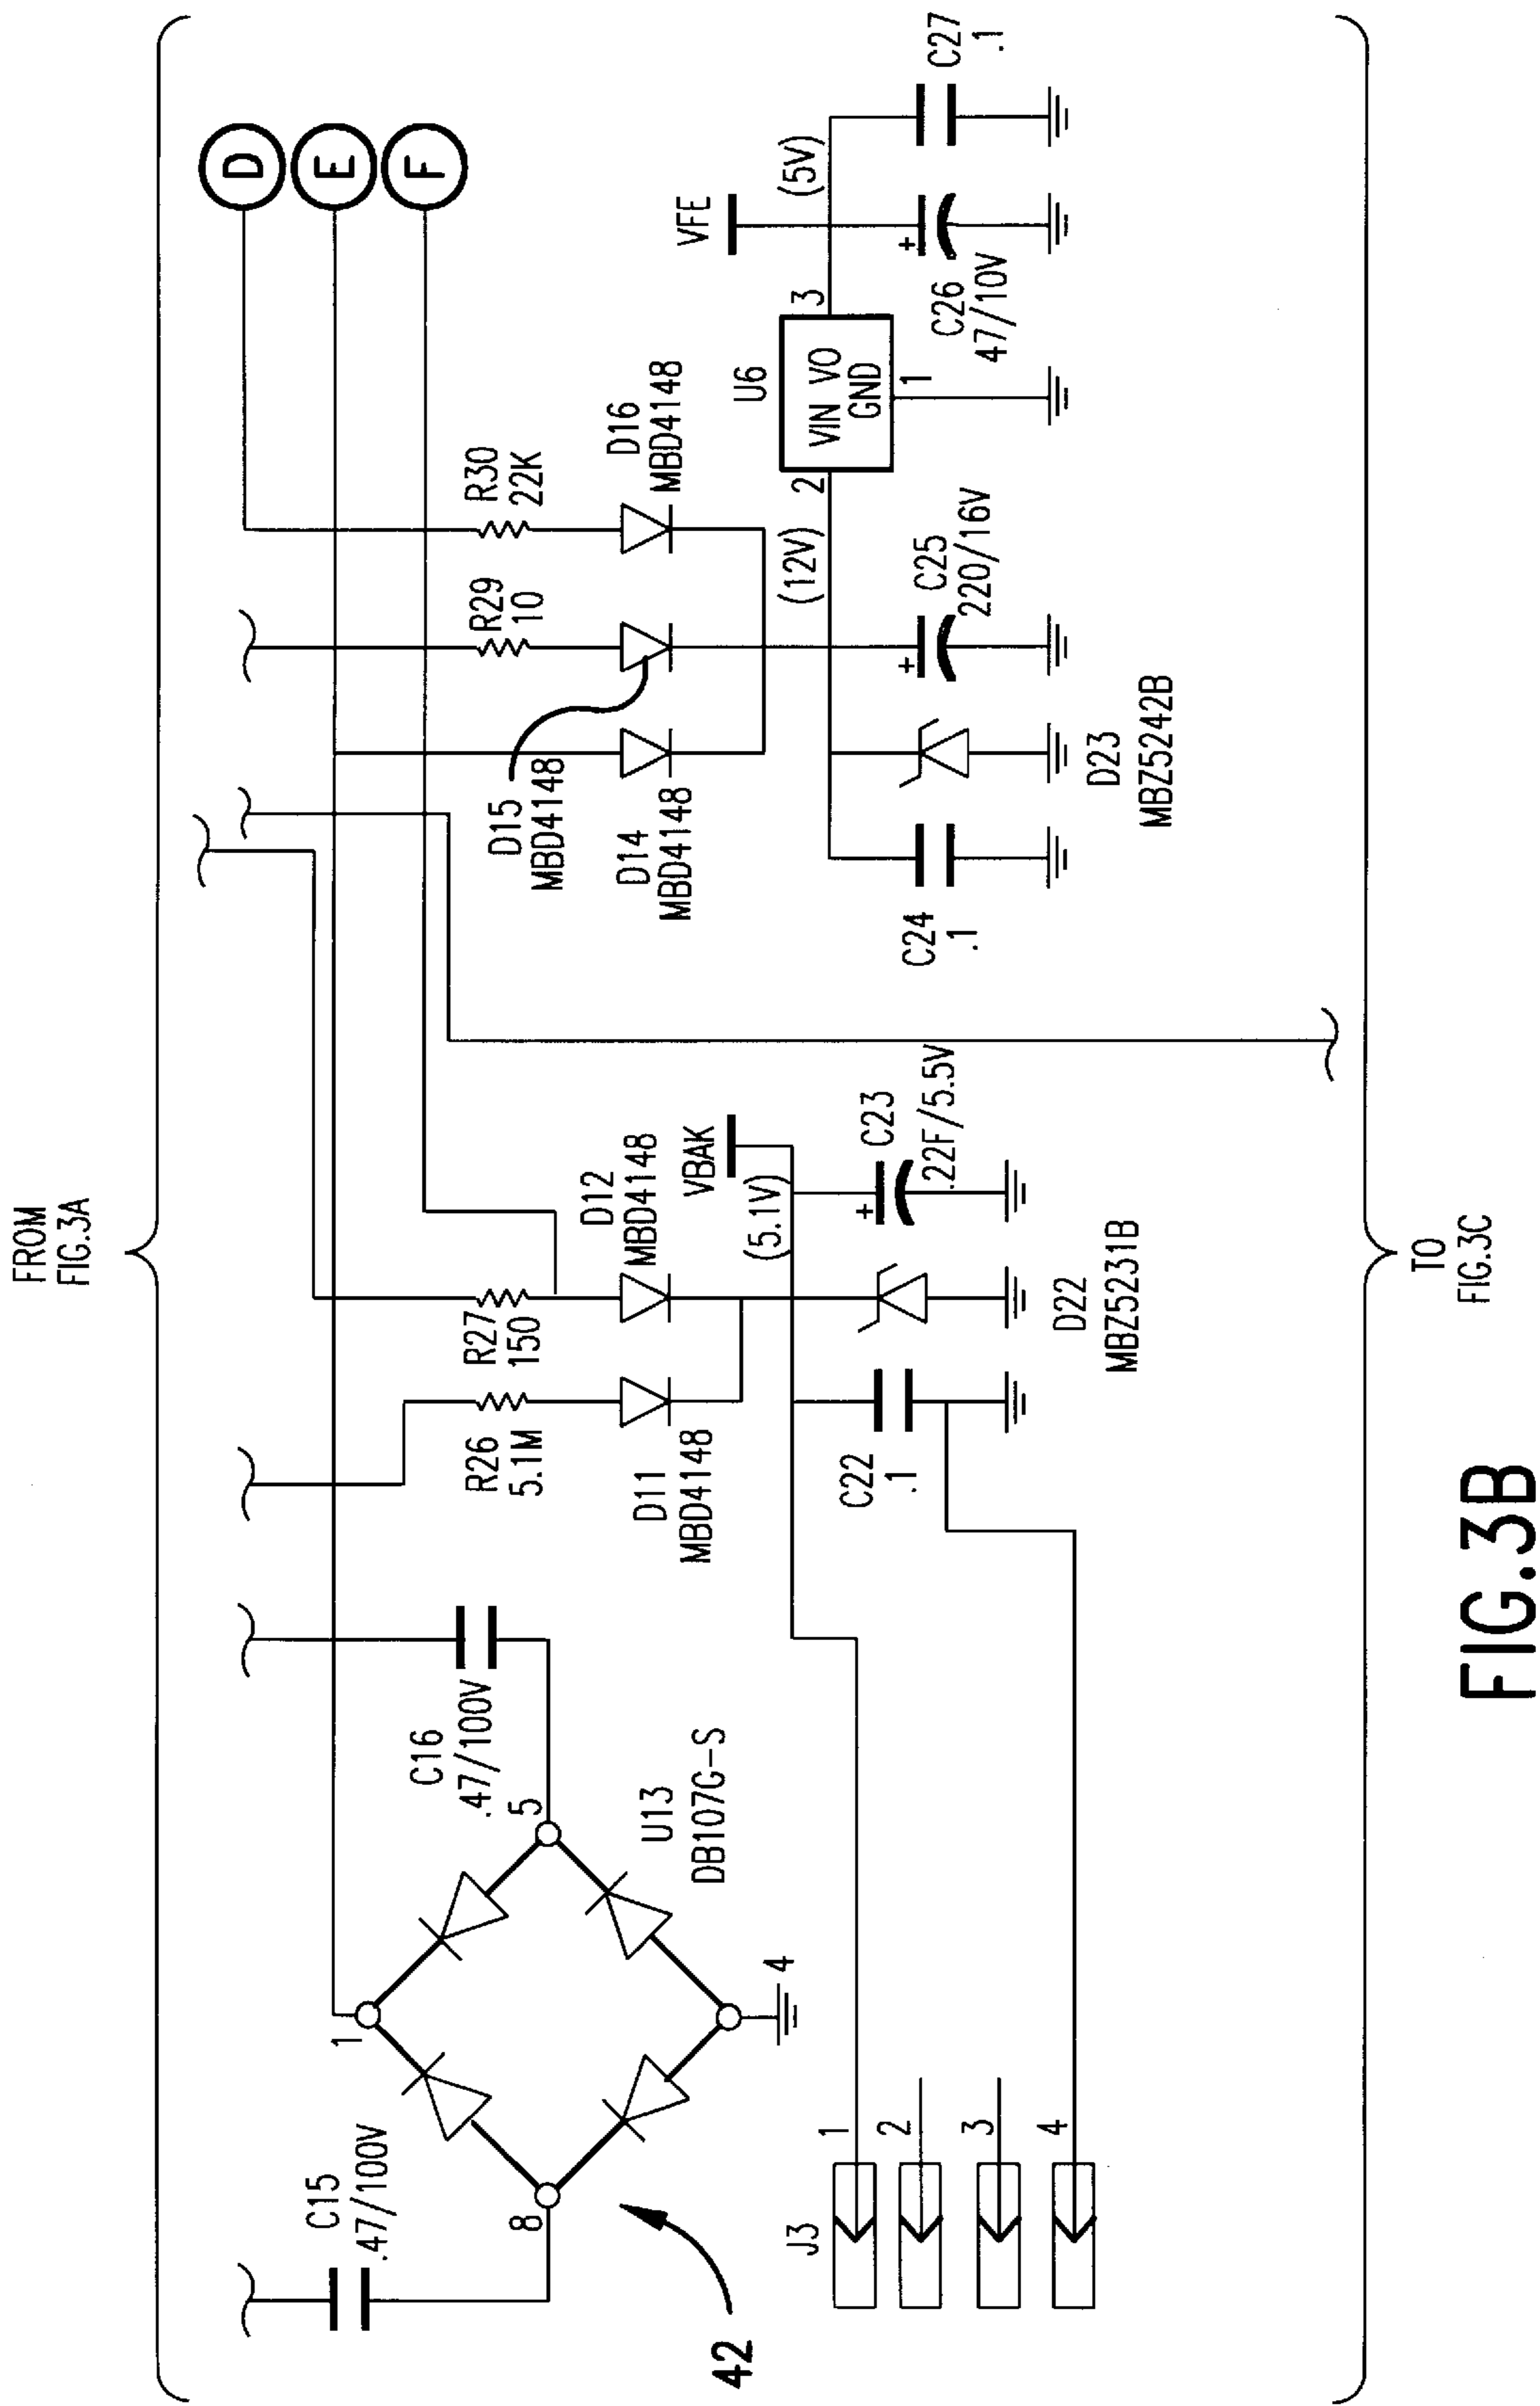 FROM
FIG.3A
D
E
F
C15
.47/100V
C16
.47/100V
1
5
8
4
U13
DB107G-S
42
R26
5.1M
R27
150
D11
MBD4148
D12
MBD4148
VBAK
(5.1V)
C22
.1
C23
.22F/5.5V
D22
MBZ5231B
J3
1
2
3
4
R29
10
R30
22K
D15
MBD4148
D14
MBD4148
D16
MBD4148
(12V)
2
U6
VIN VO
GND
3
1
VFE
(5V)
C24
.1
D23
MBZ5242B
C25
220/16V
C26
47/10V
C27
.1
+
+
+
TO
FIG.3C
FIG.3B